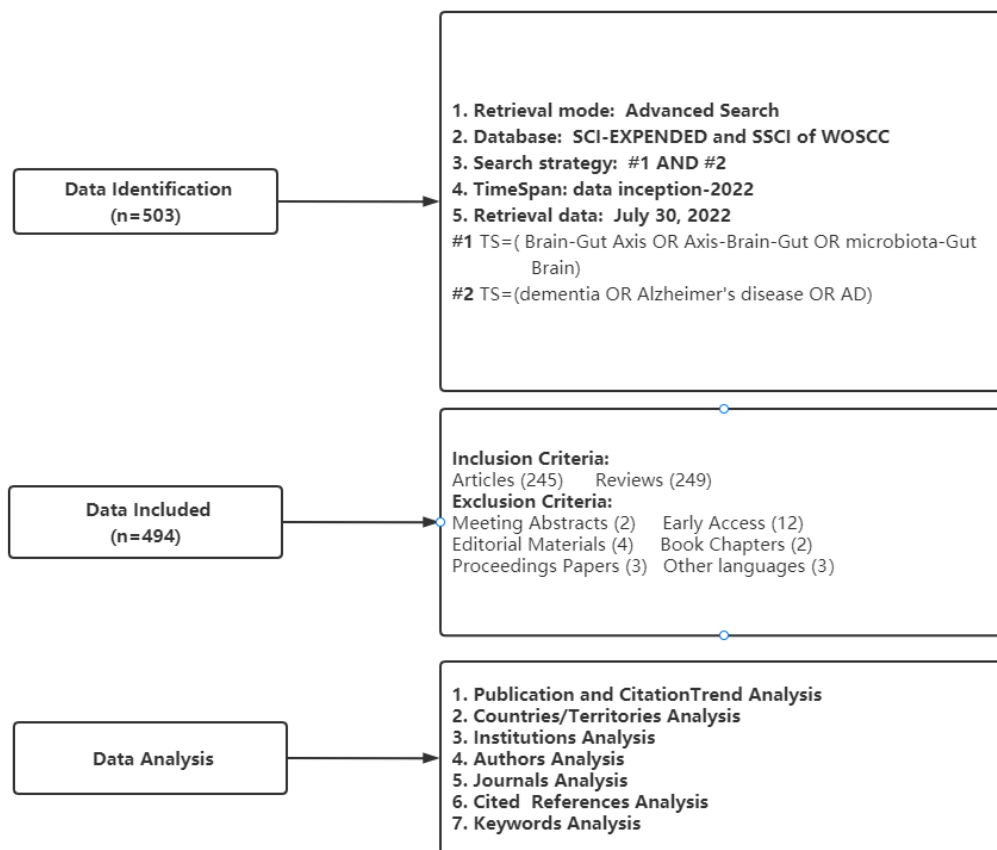 Data Identification
(n=503)
1. Retrieval mode: Advanced Search
2. Database: SCI-EXPENDED and SSCI of WOSCC
3. Search strategy: #1 AND #2
4. TimeSpan: data inception-2022
5. Retrieval data: July 30, 2022
#1 TS=( Brain-Gut Axis OR Axis-Brain-Gut OR microbiota-Gut
Brain)
#2 TS=(dementia OR Alzheimer's disease OR AD)
Data Included
(n=494)
Inclusion Criteria:
Articles (245) Reviews (249)
Exclusion Criteria:
Meeting Abstracts (2) Early Access (12)
Editorial Materials (4) Book Chapters (2)
Proceedings Papers (3) Other languages (3)
Data Analysis
1. Publication and CitationTrend Analysis
2. Countries/Territories Analysis
3. Institutions Analysis
4. Authors Analysis
5. Journals Analysis
6. Cited References Analysis
7. Keywords Analysis